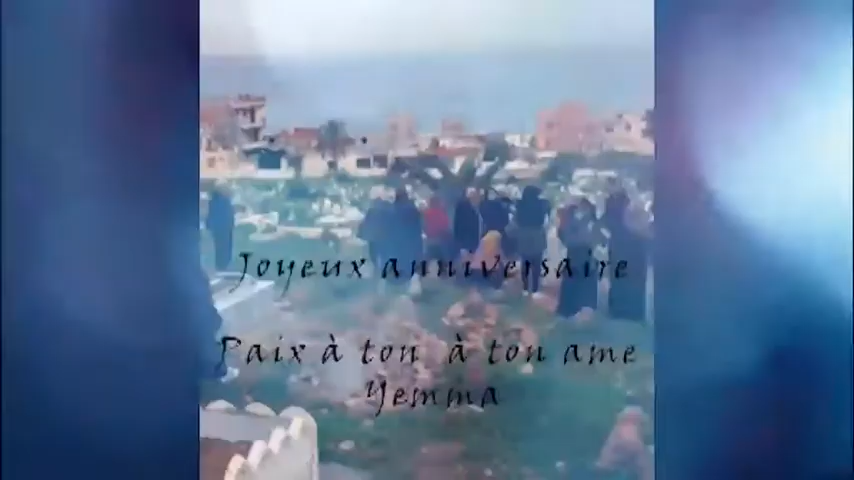 Joyeux anniversaire
Paix à ton à ton ame
Yemma